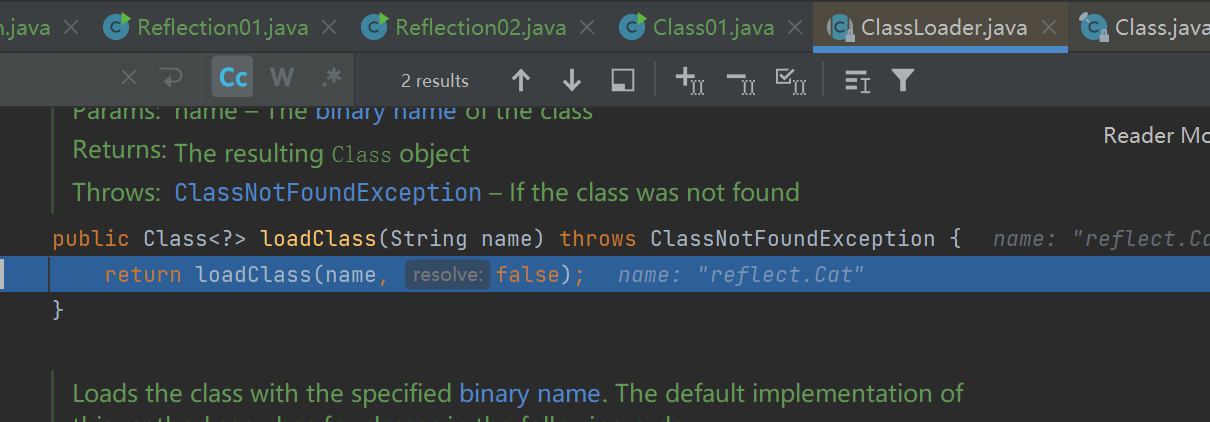 n.java Reflection01.java Reflection02.java Class01.java ClassLoader.java Class.java
Cc W .* 2 results
Params: name – The binary name of the class
Reader Mo
Returns: The resulting Class object
Throws: ClassNotFoundException – If the class was not found
public Class<?> loadClass(String name) throws ClassNotFoundException { name: "reflect.Ca
return loadClass(name, resolve: false); name: "reflect.Cat"
}
Loads the class with the specified binary name. The default implementation of